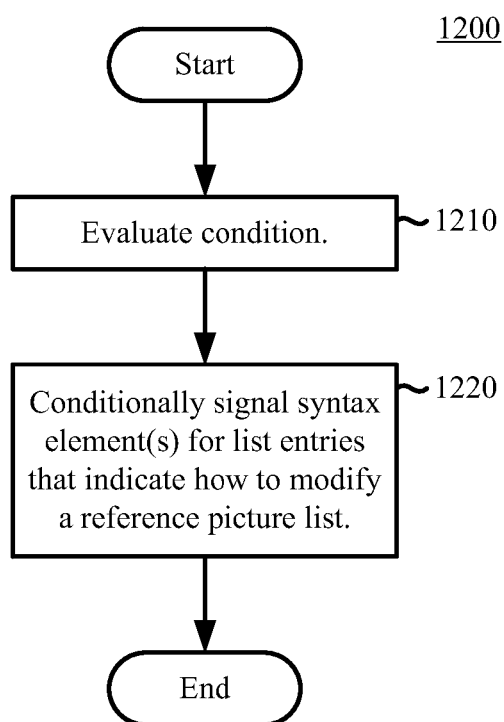 1200
Start
Evaluate condition.
1210
Conditionally signal syntax
element(s) for list entries
that indicate how to modify
a reference picture list.
1220
End